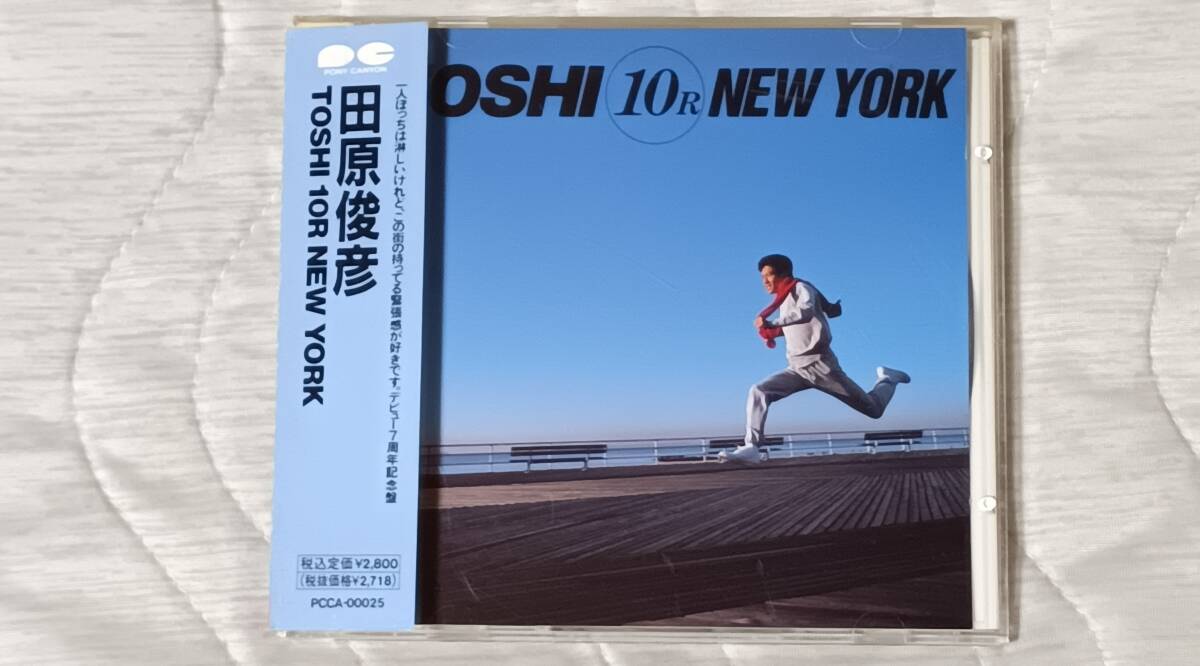 PONY CANYON
田原俊彦
TOSHI 10R NEW YORK
一人ぼっちは淋しいけれど、この街の持ってる緊張感が好きです。デビュー7周年記念盤
税込定価¥2,800
(税抜価格¥2,718)
PCCA-00025
OSHI 10R NEW YORK